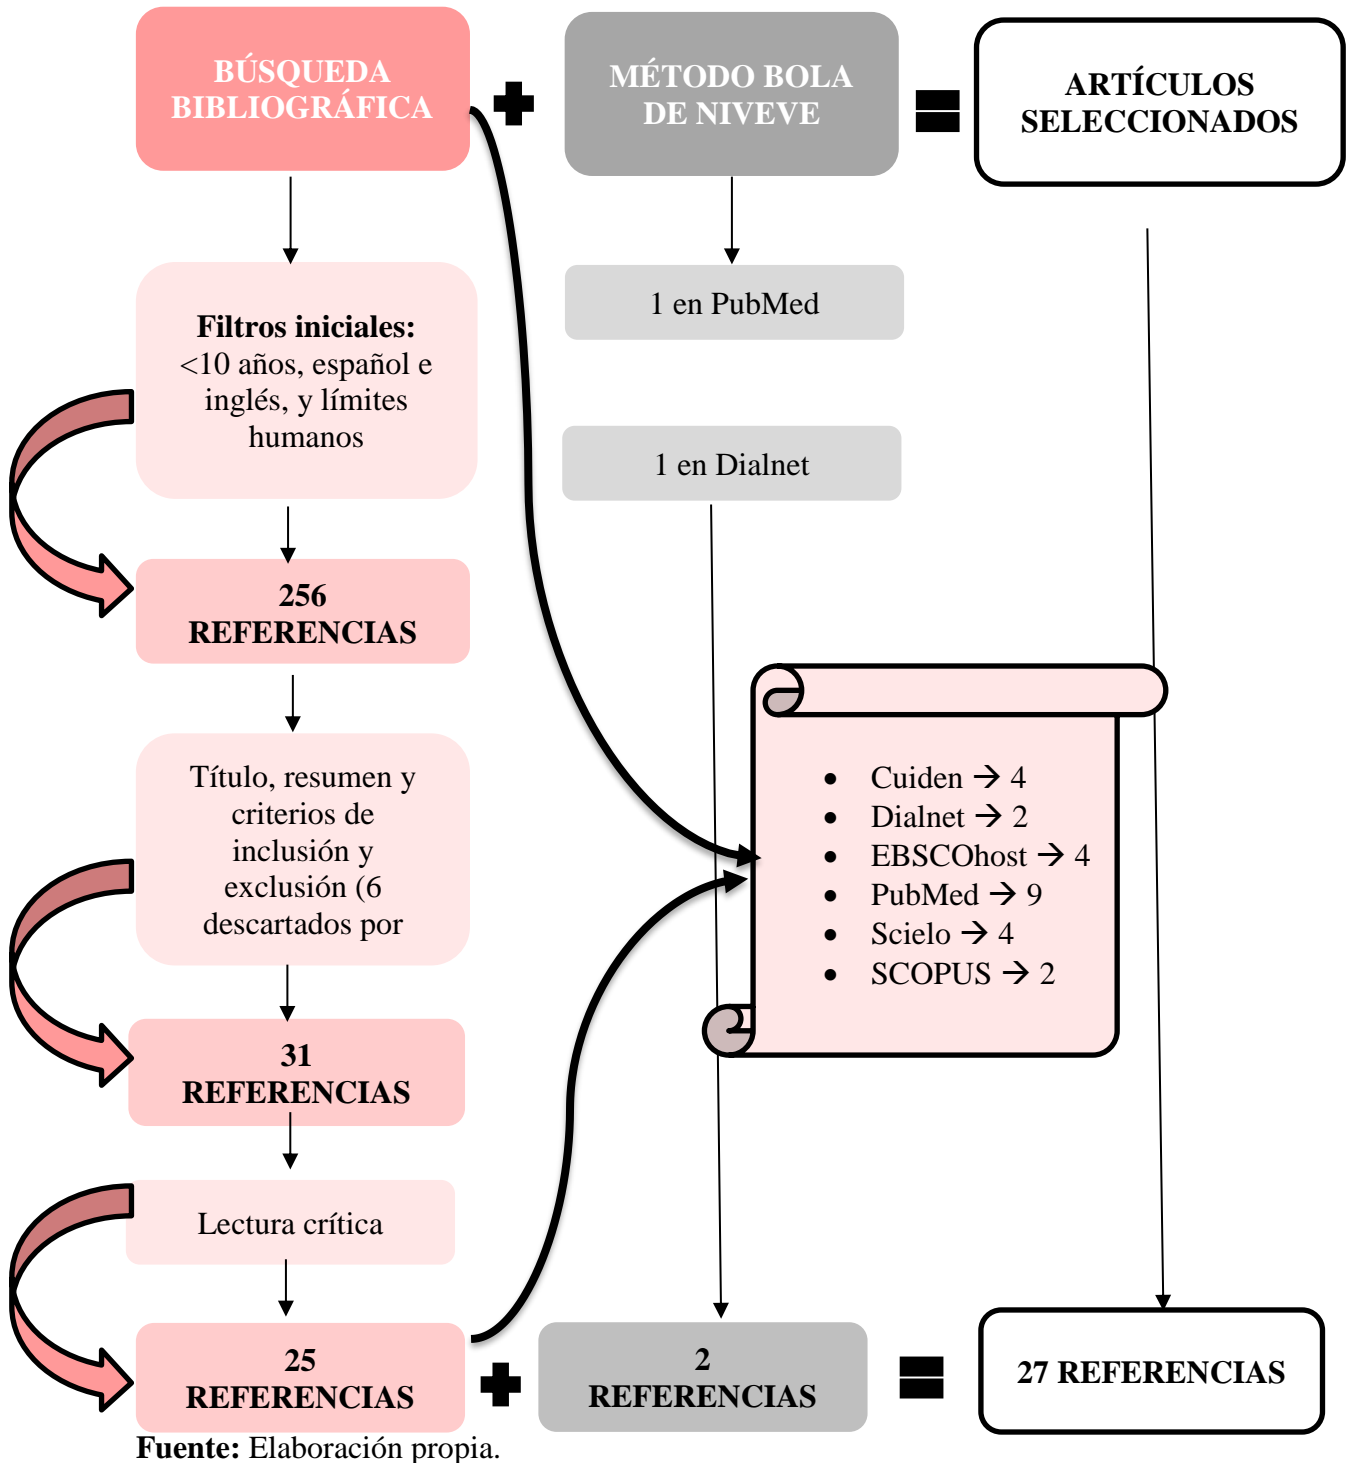 BÚSQUEDA
BIBLIOGRÁFICA
MÉTODO BOLA
DE NIVEVE
ARTÍCULOS
SELECCIONADOS
Filtros iniciales:
<10 años, español e
inglés, y límites
humanos
1 en PubMed
1 en Dialnet
256
REFERENCIAS
Título, resumen y
criterios de
inclusión y
exclusión (6
descartados por
• Cuiden → 4
• Dialnet → 2
• EBSCOhost → 4
• PubMed → 9
• Scielo → 4
• SCOPUS → 2
31
REFERENCIAS
Lectura crítica
25
REFERENCIAS
2
REFERENCIAS
27 REFERENCIAS
Fuente: Elaboración propia.